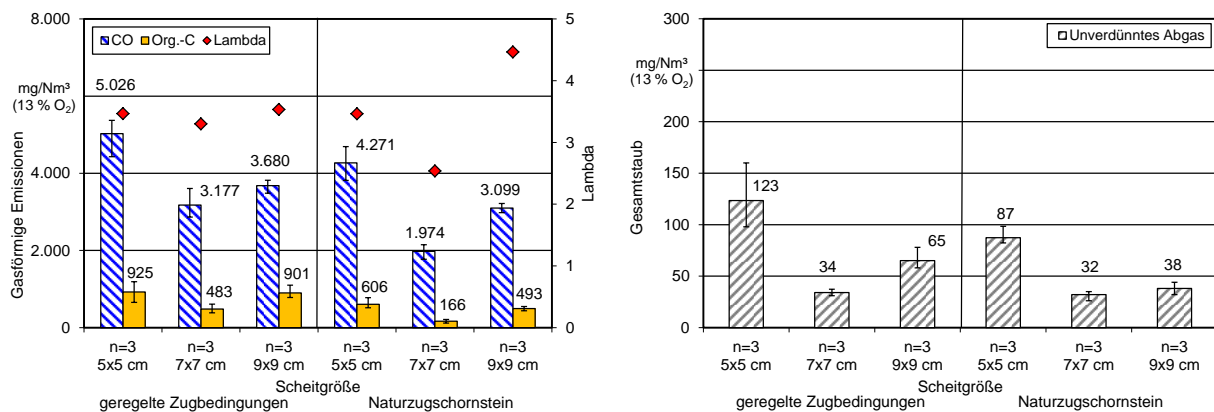 8.000
mg/Nm³
(13 % O₂)
4.000
2.000
0
Gasförmige Emissionen
CO Org.-C Lambda
5.026
925
3.177
483
3.680
901
4.271
606
1.974
166
3.099
493
5
4
3
2
1
0
Lambda
n=3 n=3 n=3 n=3 n=3 n=3
5x5 cm 7x7 cm 9x9 cm 5x5 cm 7x7 cm 9x9 cm
Scheitgröße
geregelte Zugbedingungen Naturzugschornstein
300
mg/Nm³
(13 % O₂)
200
150
100
50
0
Gesamtstaub
Unverdünntes Abgas
123
34
65
87
32
38
n=3 n=3 n=3 n=3 n=3 n=3
5x5 cm 7x7 cm 9x9 cm 5x5 cm 7x7 cm 9x9 cm
Scheitgröße
geregelte Zugbedingungen Naturzugschornstein